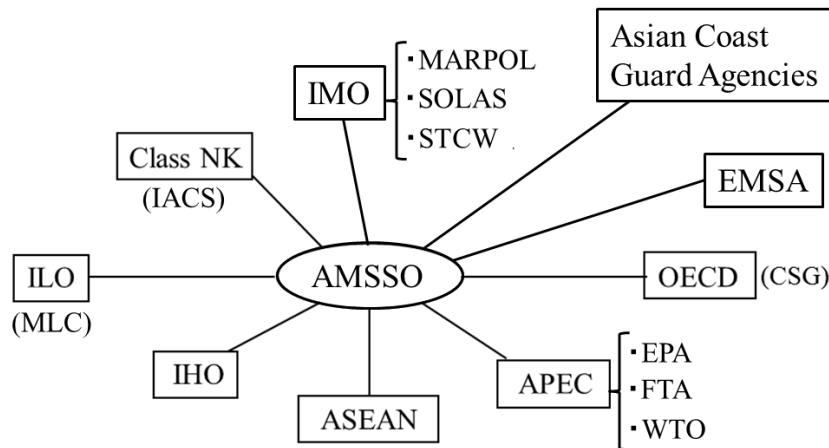 Asian Coast
Guard Agencies
IMO
・MARPOL
・SOLAS
・STCW
Class NK
(IACS)
EMSA
ILO
(MLC)
AMSSO
OECD (CSG)
IHO
ASEAN
APEC
・EPA
・FTA
・WTO